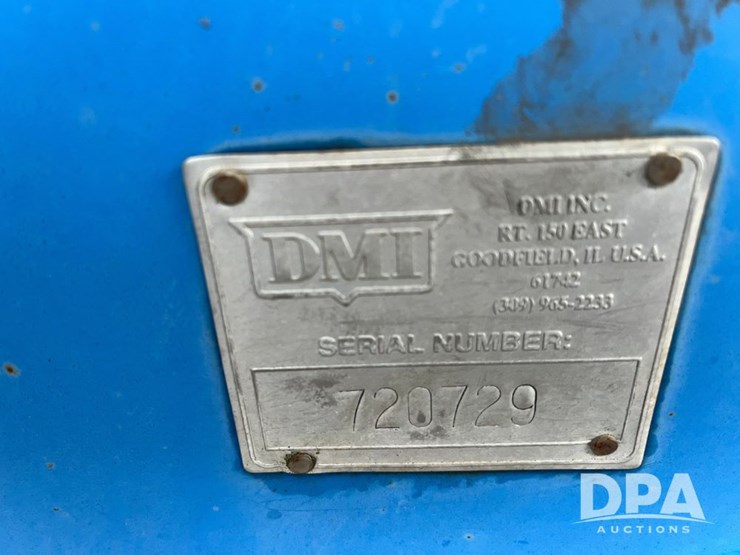 DMI
DMI INC.
RT. 150 EAST
GOODFIELD, IL U.S.A.
61742
(309) 965-2233
SERIAL NUMBER:
720729
DPA
AUCTIONS